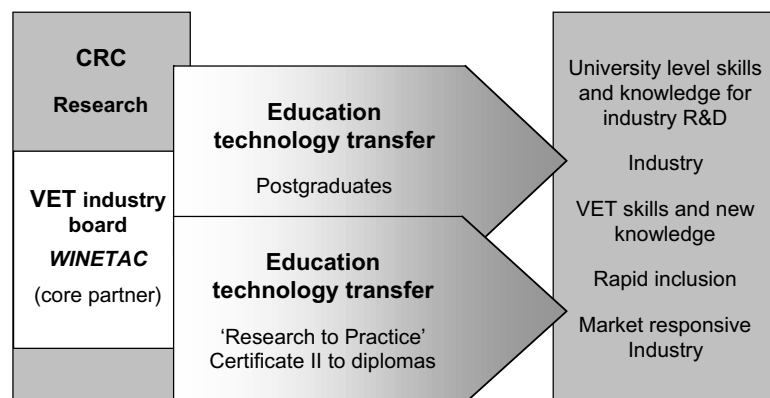 CRC
Research
VET industry
board
WINETAC
(core partner)
Education
technology transfer
Postgraduates
Education
technology transfer
‘Research to Practice’
Certificate II to diplomas
University level skills
and knowledge for
industry R&D
Industry
VET skills and new
knowledge
Rapid inclusion
Market responsive
Industry